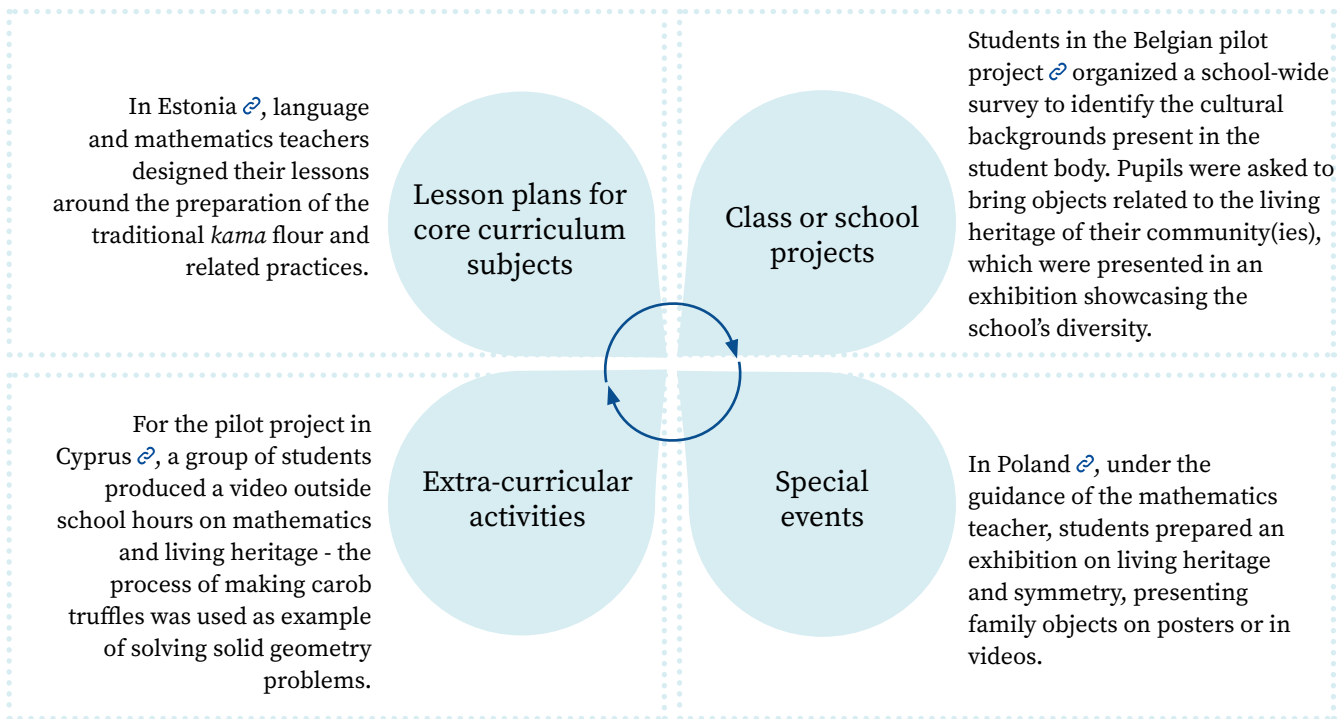 In Estonia , language
and mathematics teachers
designed their lessons
around the preparation of the
traditional kama flour and
related practices.
Lesson plans for
core curriculum
subjects
Class or school
projects
Students in the Belgian pilot
project organized a school-wide
survey to identify the cultural
backgrounds present in the
student body. Pupils were asked to
bring objects related to the living
heritage of their community(ies),
which were presented in an
exhibition showcasing the
school’s diversity.
For the pilot project in
Cyprus , a group of students
produced a video outside
school hours on mathematics
and living heritage - the
process of making carob
truffles was used as example
of solving solid geometry
problems.
Extra-curricular
activities
Special
events
In Poland , under the
guidance of the mathematics
teacher, students prepared an
exhibition on living heritage
and symmetry, presenting
family objects on posters or in
videos.